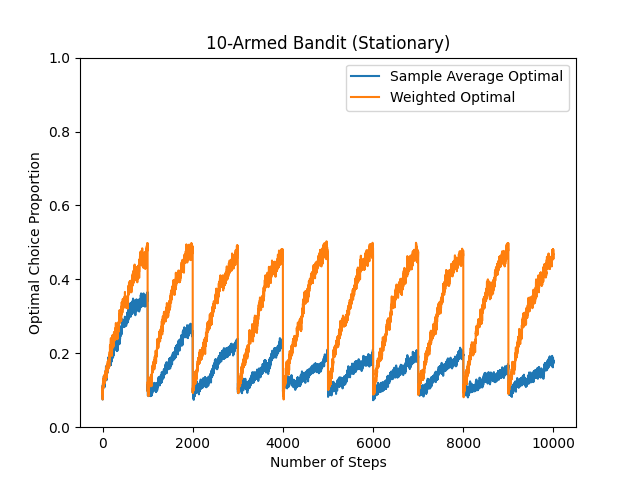 10-Armed Bandit (Stationary)
Sample Average Optimal
Weighted Optimal
Optimal Choice Proportion
1.0
0.8
0.6
0.4
0.2
0.0
0 2000 4000 6000 8000 10000
Number of Steps